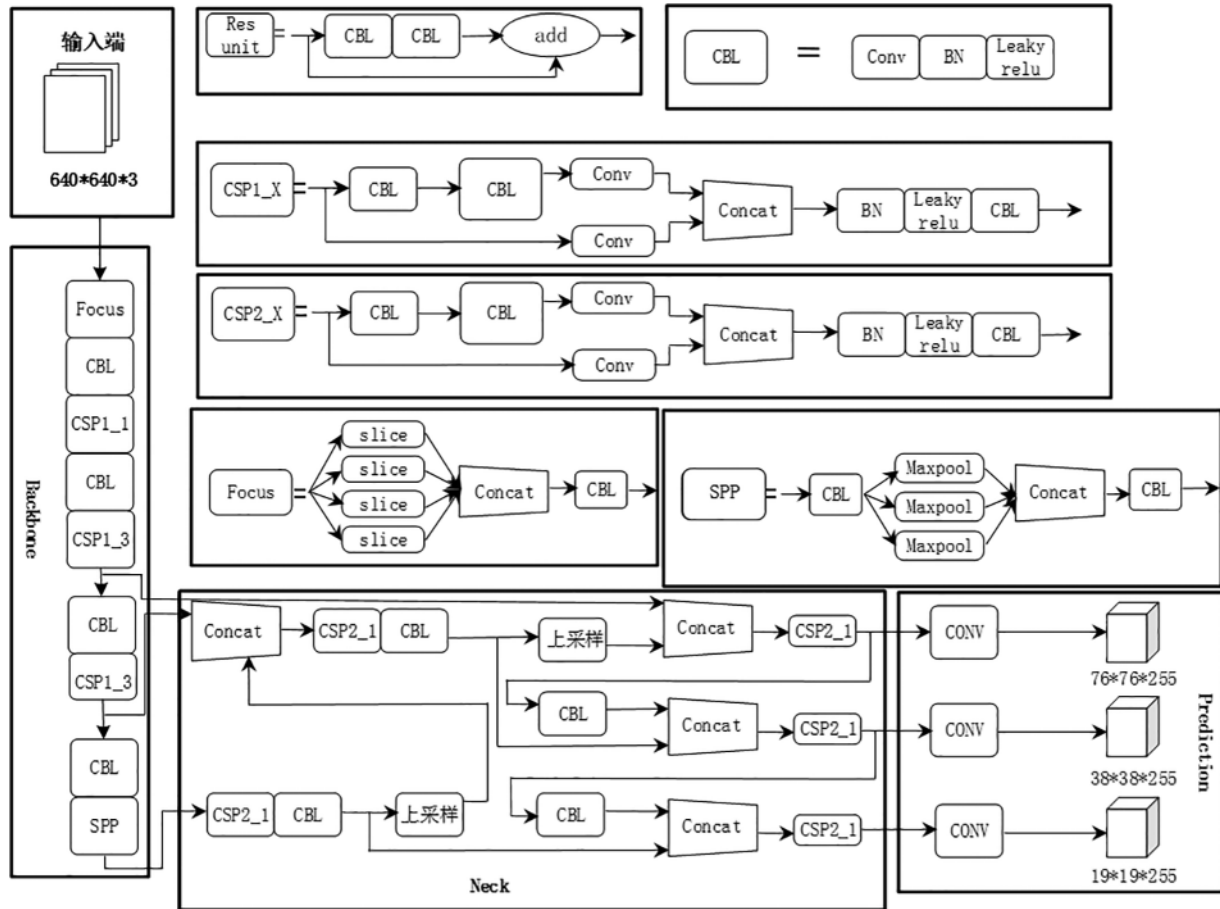 输入端
640*640*3
Res
unit
=
CBL
CBL
add
CBL
=
Conv
BN
Leaky
relu
CSP1_X
=
CBL
CBL
Conv
Conv
Concat
BN
Leaky
relu
CBL
CSP2_X
=
CBL
CBL
Conv
Conv
Concat
BN
Leaky
relu
CBL
Focus
=
slice
slice
slice
slice
Concat
CBL
SPP
=
CBL
Maxpool
Maxpool
Maxpool
Concat
CBL
Backbone
Focus
CBL
CSP1_1
CBL
CSP1_3
CBL
CSP1_3
CBL
SPP
Concat
CSP2_1
CBL
上采样
Concat
CSP2_1
CBL
Concat
CSP2_1
CSP2_1
CBL
上采样
CBL
Concat
CSP2_1
Neck
CONV
76*76*255
CONV
38*38*255
CONV
19*19*255
Prediction